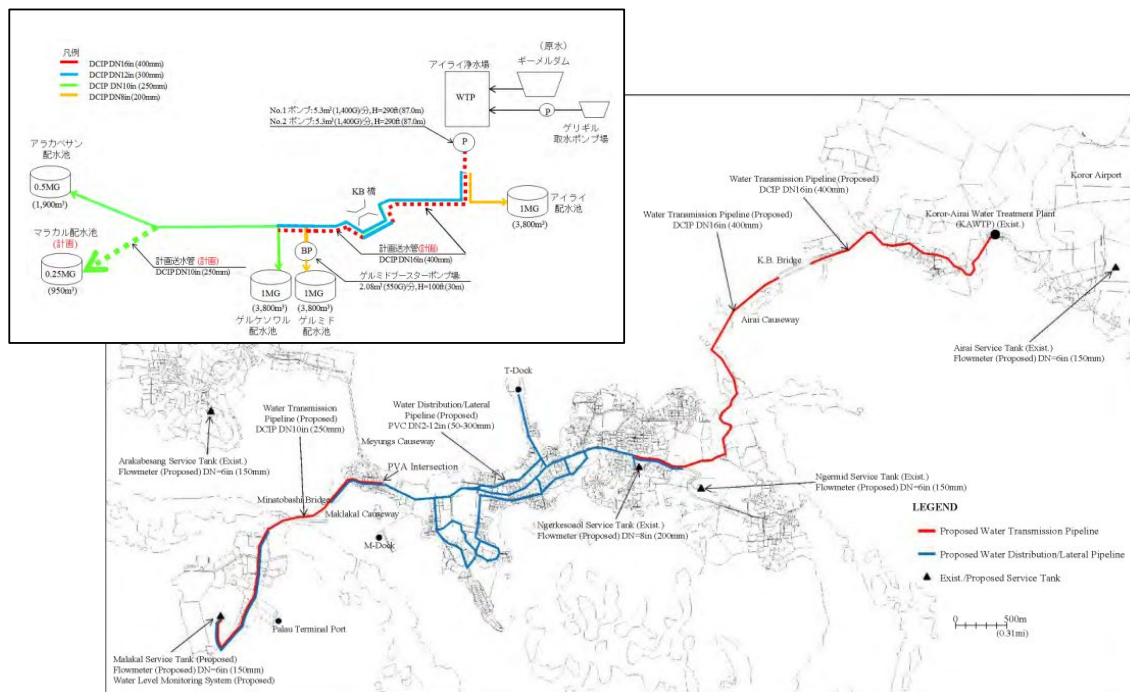 凡例
DCIP DN16in (400mm)
DCIP DN12in (300mm)
DCIP DN10in (250mm)
DCIP DN8in (200mm)
(原水)
ギーメルダム
アイライ浄水場
WTP
P
ゲリギル
取水ポンプ場
No.1 ポンプ: 5.3m³ (1,400G)/分, H=290ft (87.0m)
No.2 ポンプ: 5.3m³ (1,400G)/分, H=290ft (87.0m)
P
アラカベサン
配水池
0.5MG
(1,900m³)
KB 橋
1MG
(3,800m³)
アイライ
配水池
マラカル配水池
(計画)
0.25MG
(950m³)
計画送水管 (計画)
DCIP DN10in (250mm)
計画送水管 (計画)
DCIP DN16in (400mm)
BP
ゲルミドブースターポンプ場:
2.08m³ (550G)/分, H=100ft (30m)
1MG
(3,800m³)
ゲルケソワル
配水池
1MG
(3,800m³)
ゲルミド
配水池
Water Transmission Pipeline (Proposed)
DCIP DN16in (400mm)
Koror Airport
Water Transmission Pipeline (Proposed)
DCIP DN16in (400mm)
Koror-Airai Water Treatment Plant
(KAWTP) (Exist.)
K.B. Bridge
Airai Causeway
Airai Service Tank (Exist.)
Flowmeter (Proposed) DN=6in (150mm)
T-Dock
Water Transmission
Pipeline (Proposed)
DCIP DN10in (250mm)
Water Distribution/Lateral
Pipeline (Proposed)
PVC DN2-12in (50-300mm)
Meyungs Causeway
PVA Intersection
Arakabesang Service Tank (Exist.)
Flowmeter (Proposed) DN=6in (150mm)
Minatobashi Bridge
Maklakal Causeway
M-Dock
Ngermid Service Tank (Exist.)
Flowmeter (Proposed) DN=6in (150mm)
Ngerkesoaol Service Tank (Exist.)
Flowmeter (Proposed) DN=8in (200mm)
LEGEND
Proposed Water Transmission Pipeline
Proposed Water Distribution/Lateral Pipeline
Exist./Proposed Service Tank
0 500m
(0.31mi)
Palau Terminal Port
Malakal Service Tank (Proposed)
Flowmeter (Proposed) DN=6in (150mm)
Water Level Monitoring System (Proposed)